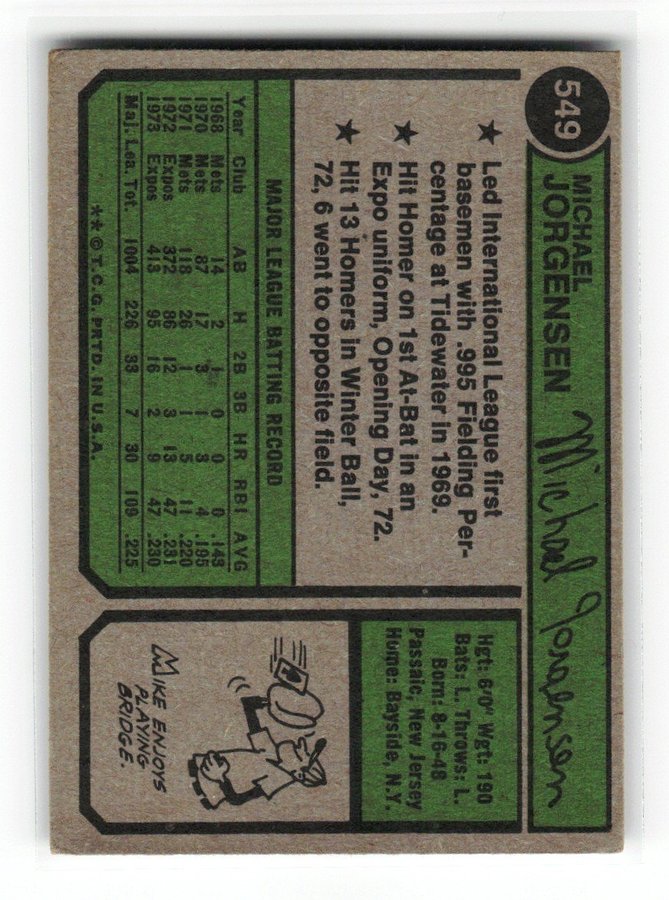 549
MICHAEL
JORGENSEN
Michael Jorgensen
★ Led International League first
basemen with .995 Fielding Per-
centage at Tidewater in 1969.
★ Hit Homer on 1st At-Bat in an
Expo uniform, Opening Day, 72.
★ Hit 13 Homers in Winter Ball,
72, 6 went to opposite field.
Hgt: 6'0" Wgt: 190
Bats: L. Throws: L.
Born: 8-16-48
Passaic, New Jersey
Home: Bayside, N.Y.
MAJOR LEAGUE BATTING RECORD
Year Club AB H 2B 3B HR RBI AVG
1968 Mets 14 2 1 0 0 0 .143
1970 Mets 87 17 3 1 3 4 .195
1971 Mets 118 26 1 1 5 11 .220
1972 Expos 372 86 12 3 13 47 .231
1973 Expos 413 95 16 2 9 47 .230
Maj. Lea. Tot. 1004 226 33 7 30 109 .225
**©T.C.G. PRTD. IN U.S.A.
MIKE ENJOYS
PLAYING
BRIDGE.